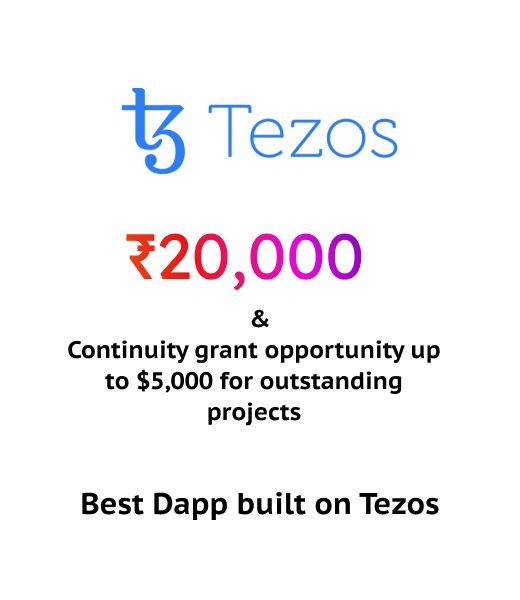 Tezos
₹20,000
&
Continuity grant opportunity up
to $5,000 for outstanding
projects
Best Dapp built on Tezos